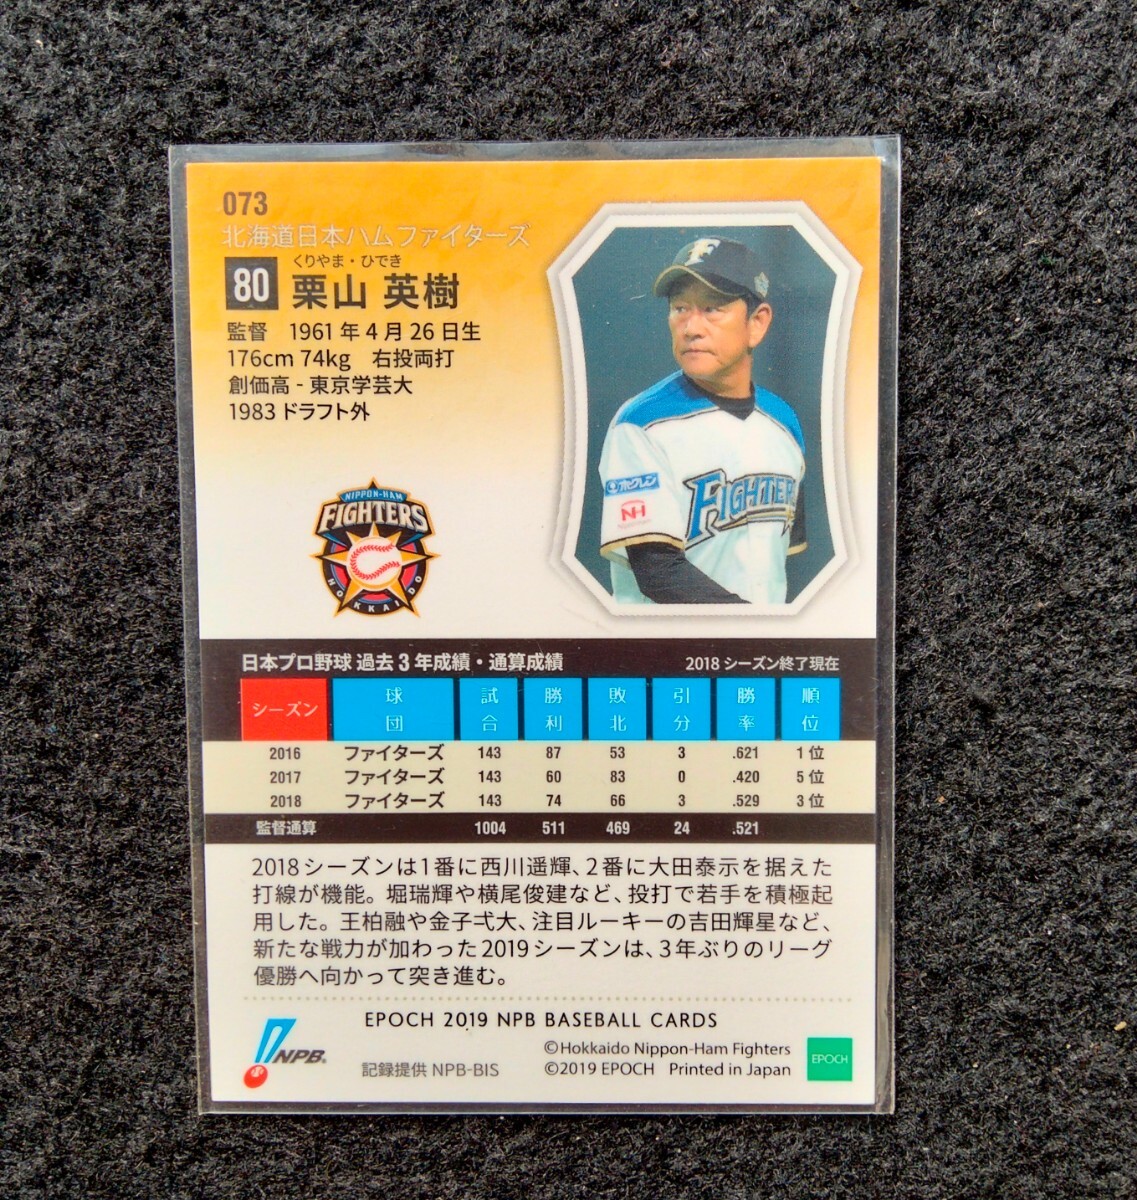 073
北海道日本ハムファイターズ
くりやま・ひでき
80 栗山 英樹
監督 1961年4月26日生
176cm 74kg 右投両打
創価高 - 東京学芸大
1983 ドラフト外
NIPPON-HAM
FIGHTERS
HOKKAIDO
ホクレン
NH
FIGHTERS
日本プロ野球 過去3年成績・通算成績 2018シーズン終了現在
シーズン 球団 試合 勝利 敗北 引分 勝率 順位
2016 ファイターズ 143 87 53 3 .621 1位
2017 ファイターズ 143 60 83 0 .420 5位
2018 ファイターズ 143 74 66 3 .529 3位
監督通算 1004 511 469 24 .521
2018シーズンは1番に西川遥輝、2番に大田泰示を据えた
打線が機能。堀瑞輝や横尾俊建など、投打で若手を積極起
用した。王柏融や金子弌大、注目ルーキーの吉田輝星など、
新たな戦力が加わった2019シーズンは、3年ぶりのリーグ
優勝へ向かって突き進む。
EPOCH 2019 NPB BASEBALL CARDS
NPB
記録提供 NPB-BIS
©Hokkaido Nippon-Ham Fighters
©2019 EPOCH Printed in Japan
EPOCH